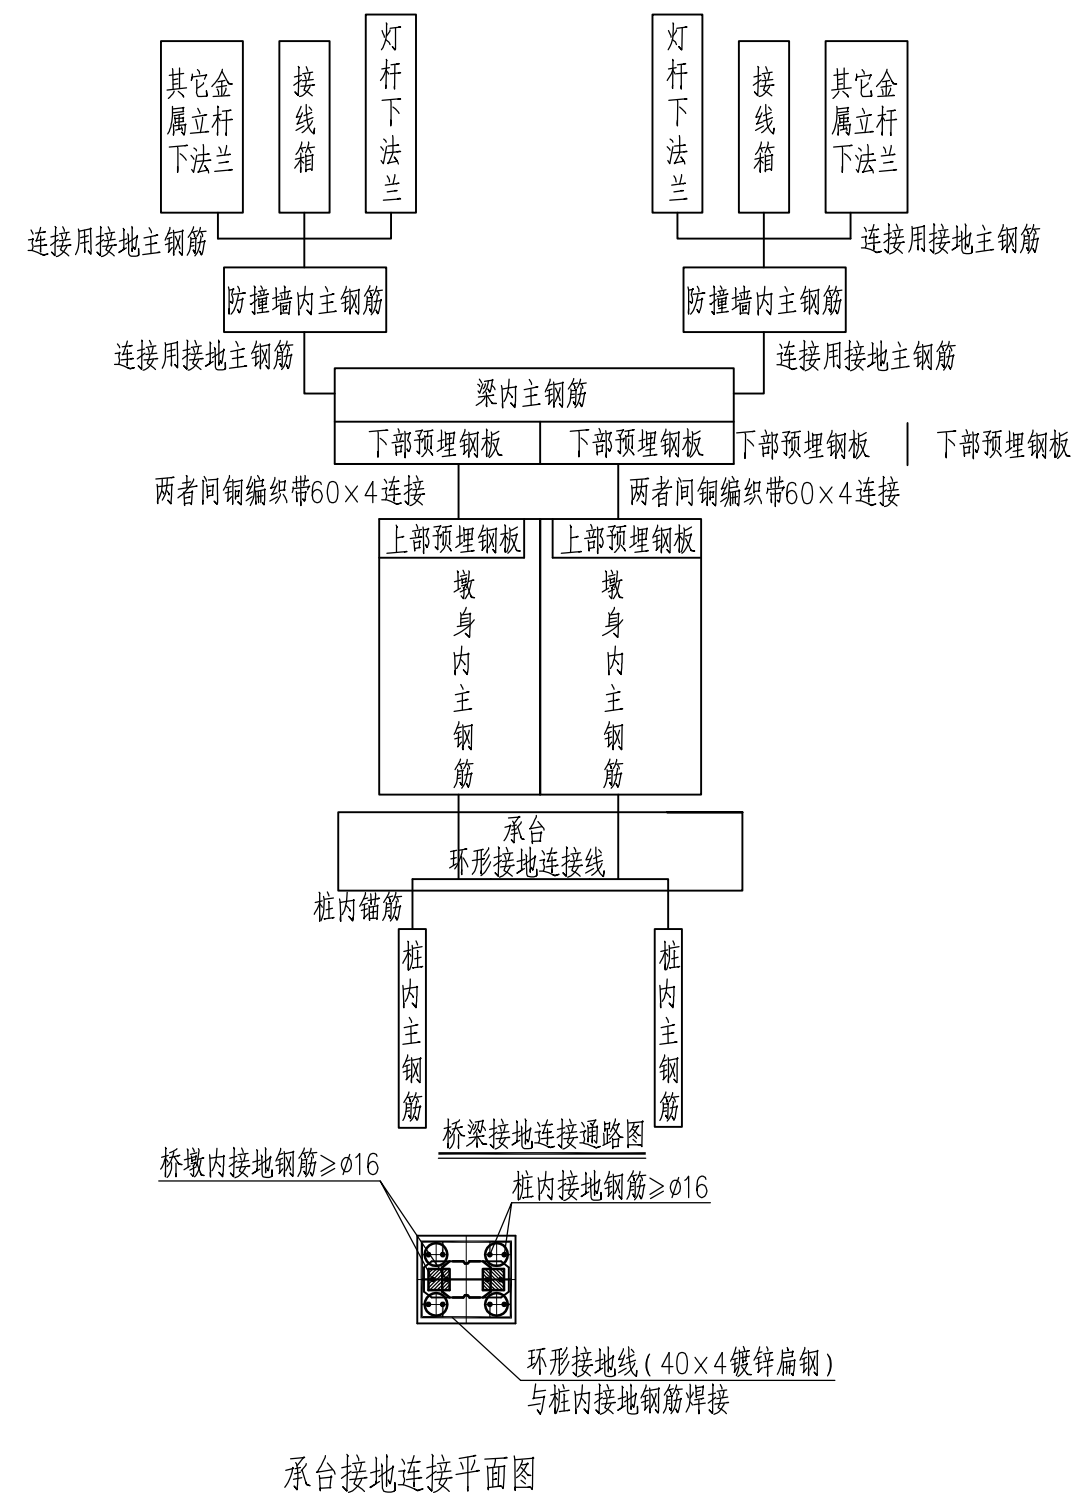 其它金
属立杆
下法兰
接线箱
灯杆下法兰
灯杆下法兰
接线箱
其它金
属立杆
下法兰
连接用接地主钢筋
连接用接地主钢筋
防撞墙内主钢筋
防撞墙内主钢筋
连接用接地主钢筋
连接用接地主钢筋
梁内主钢筋
下部预埋钢板
下部预埋钢板
下部预埋钢板
下部预埋钢板
两者间铜编织带60×4连接
两者间铜编织带60×4连接
上部预埋钢板
上部预埋钢板
墩身内主钢筋
墩身内主钢筋
承台
环形接地连接线
桩内锚筋
桩内主钢筋
桩内主钢筋
桥梁接地连接通路图
桥墩内接地钢筋≥ø16
桩内接地钢筋≥ø16
环形接地线(40×4镀锌扁钢)
与桩内接地钢筋焊接
承台接地连接平面图